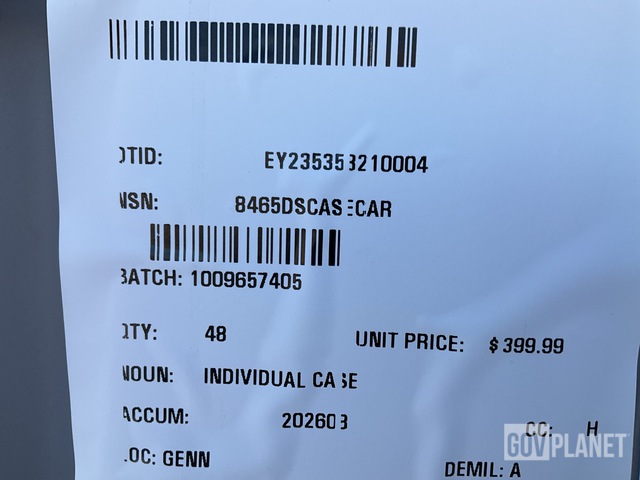 DTID: EY23535B210004
NSN: 8465DSCASECAR
BATCH: 1009657405
QTY: 48 UNIT PRICE: $ 399.99
NOUN: INDIVIDUAL CASE
ACCUM: 202603
CC: H
LOC: GENN
DEMIL: A
GOVPLANET